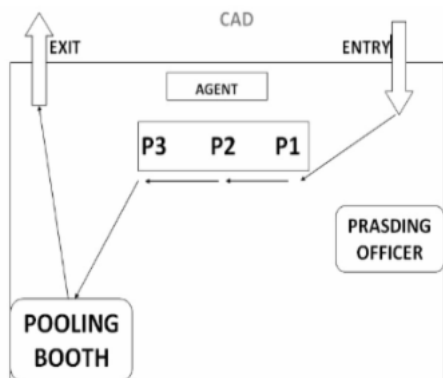 CAD
EXIT
ENTRY
AGENT
P3 P2 P1
PRASDING
OFFICER
POOLING
BOOTH